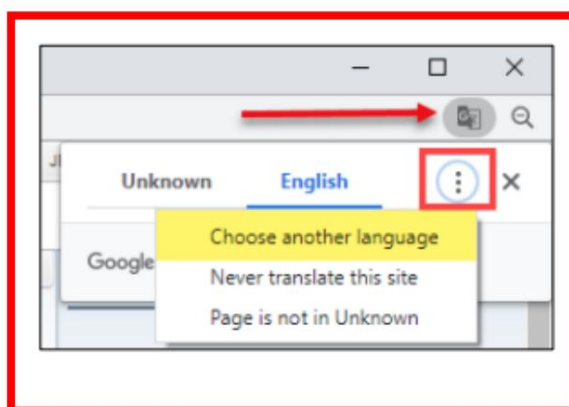 Unknown English
Choose another language
Google
Never translate this site
Page is not in Unknown